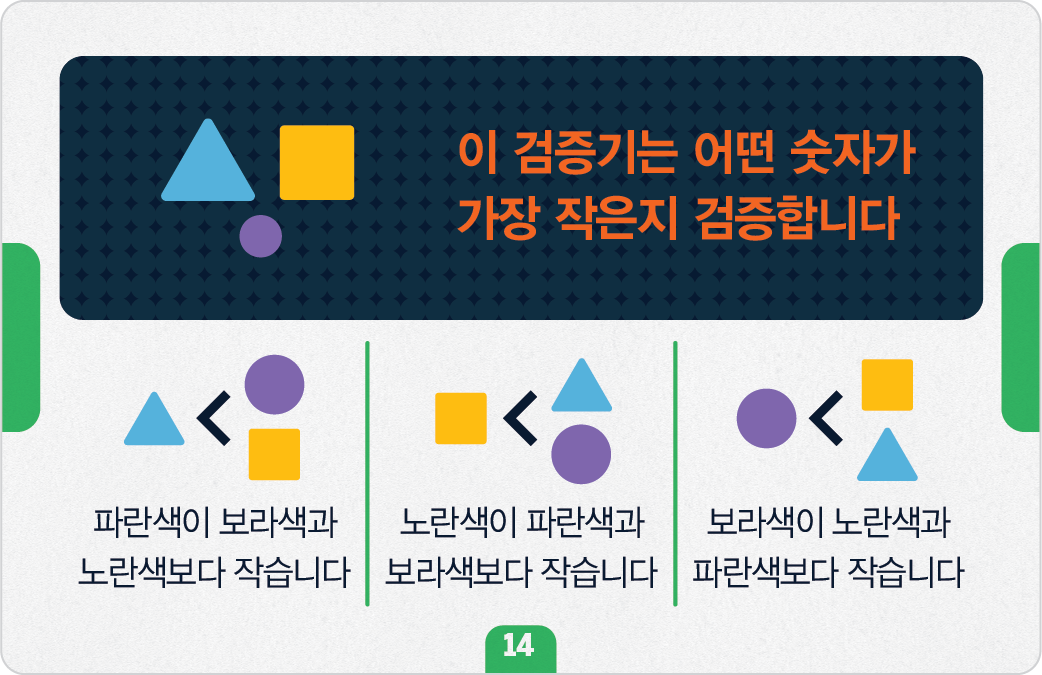 이 검증기는 어떤 숫자가
가장 작은지 검증합니다
<
<
<
파란색이 보라색과
노란색보다 작습니다
노란색이 파란색과
보라색보다 작습니다
보라색이 노란색과
파란색보다 작습니다
14